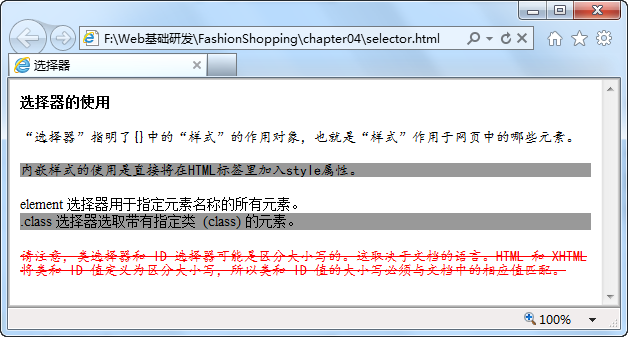 F:\Web基础研发\FashionShopping\chapter04\selector.html
选择器
选择器的使用
“选择器”指明了{}中的“样式”的作用对象，也就是“样式”作用于网页中的哪些元素。
内嵌样式的使用是直接将在HTML标签里加入style属性。
element 选择器用于指定元素名称的所有元素。
.class 选择器选取带有指定类 (class) 的元素。
请注意，类选择器和 ID 选择器可能是区分大小写的。这取决于文档的语言。HTML 和 XHTML
将类和 ID 值定义为区分大小写，所以类和 ID 值的大小写必须与文档中的相应值匹配。
100%